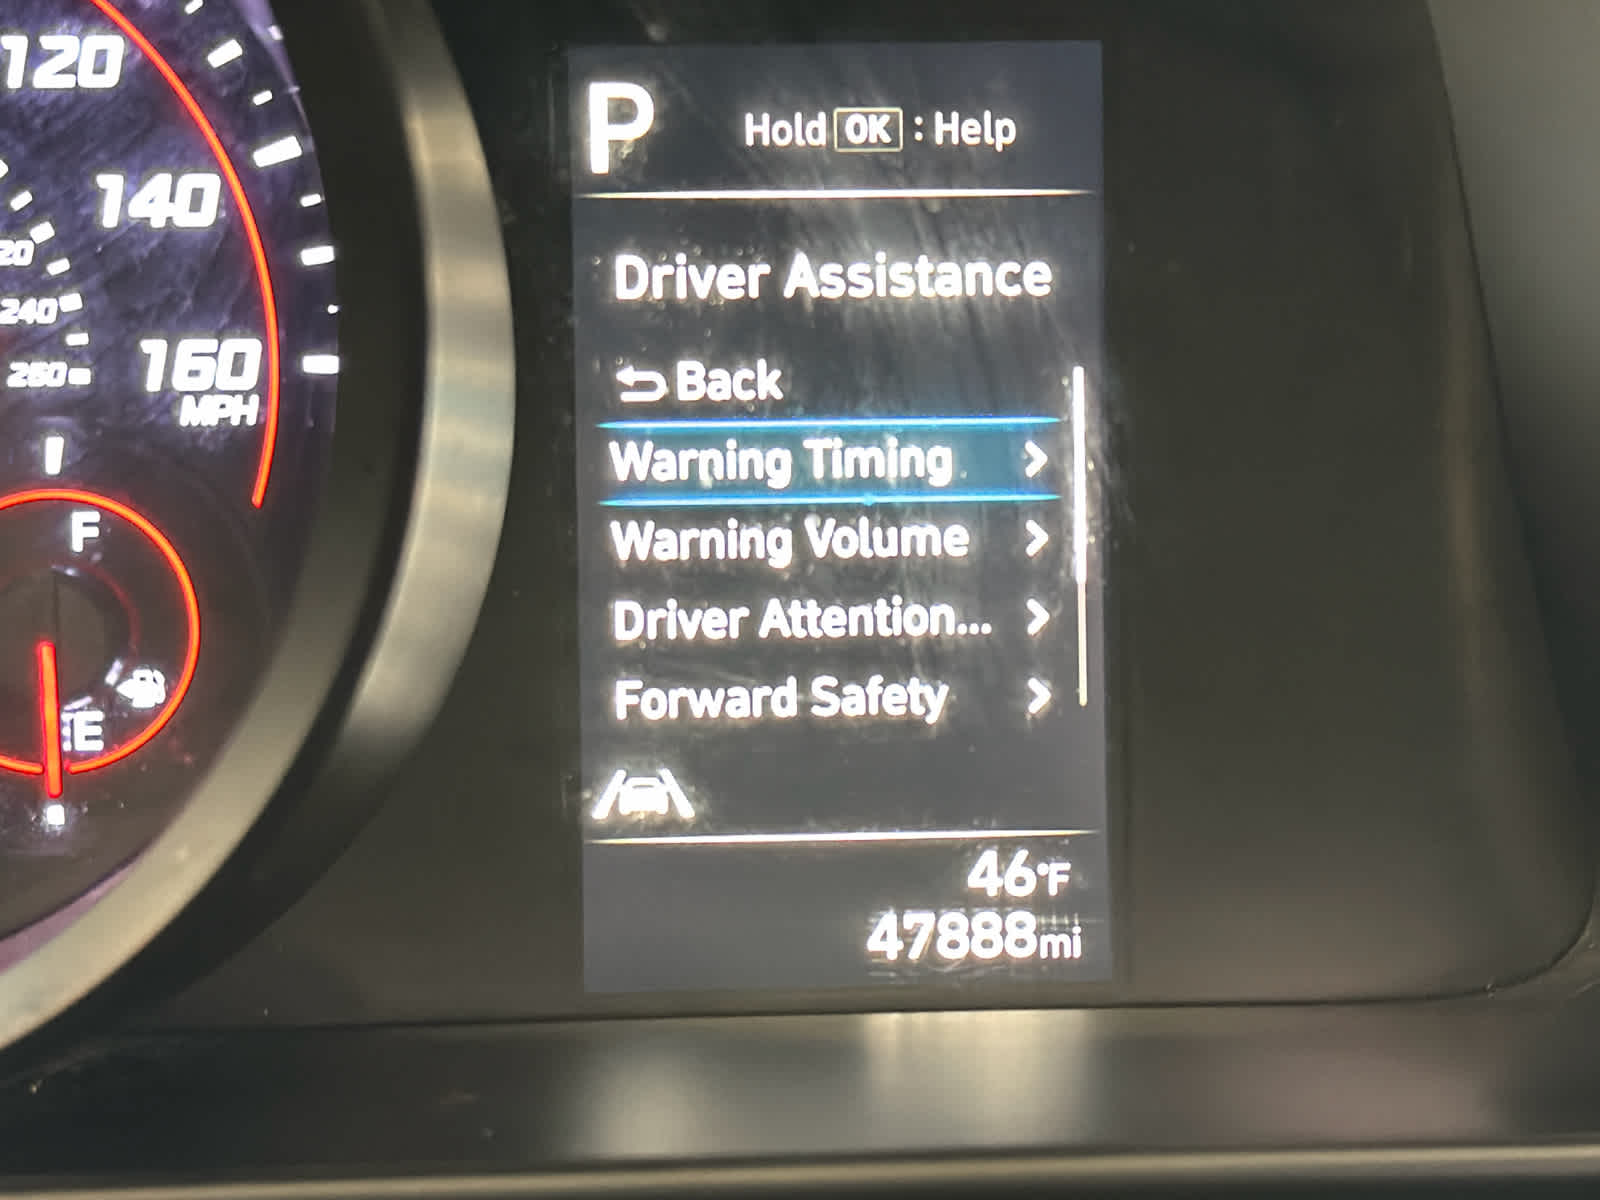 120
140
20
240
260
160
MPH
F
E
P
Hold OK : Help
Driver Assistance
Back
Warning Timing
Warning Volume
Driver Attention...
Forward Safety
46°F
47888mi